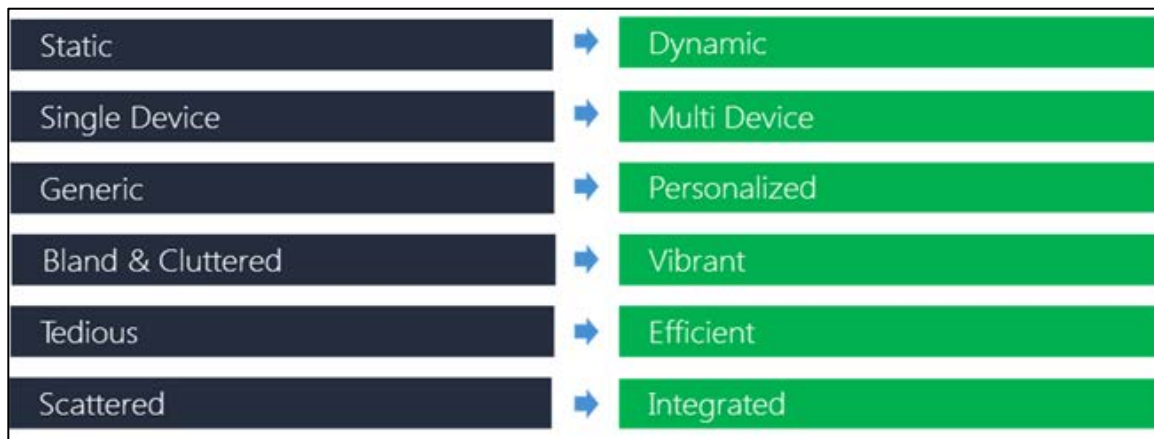 Static
Dynamic
Single Device
Multi Device
Generic
Personalized
Bland & Cluttered
Vibrant
Tedious
Efficient
Scattered
Integrated